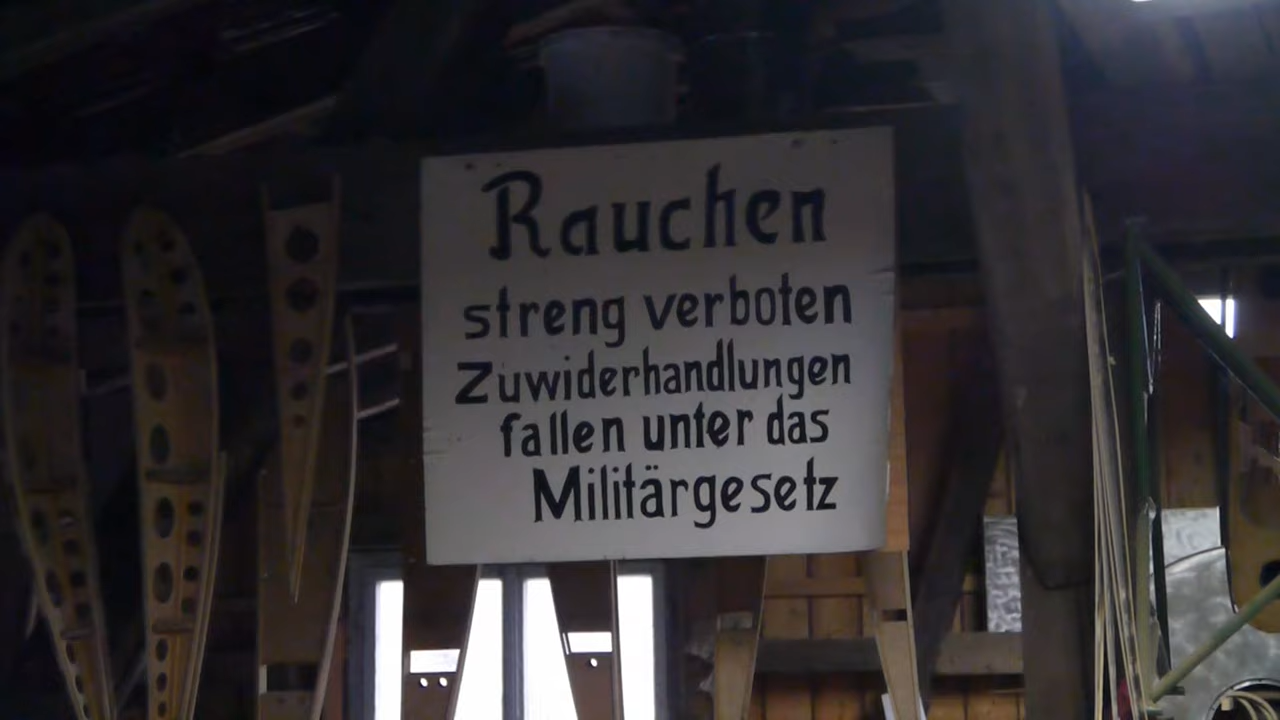 Rauchen
streng verboten
Zuwiderhandlungen
fallen unter das
Militärgesetz